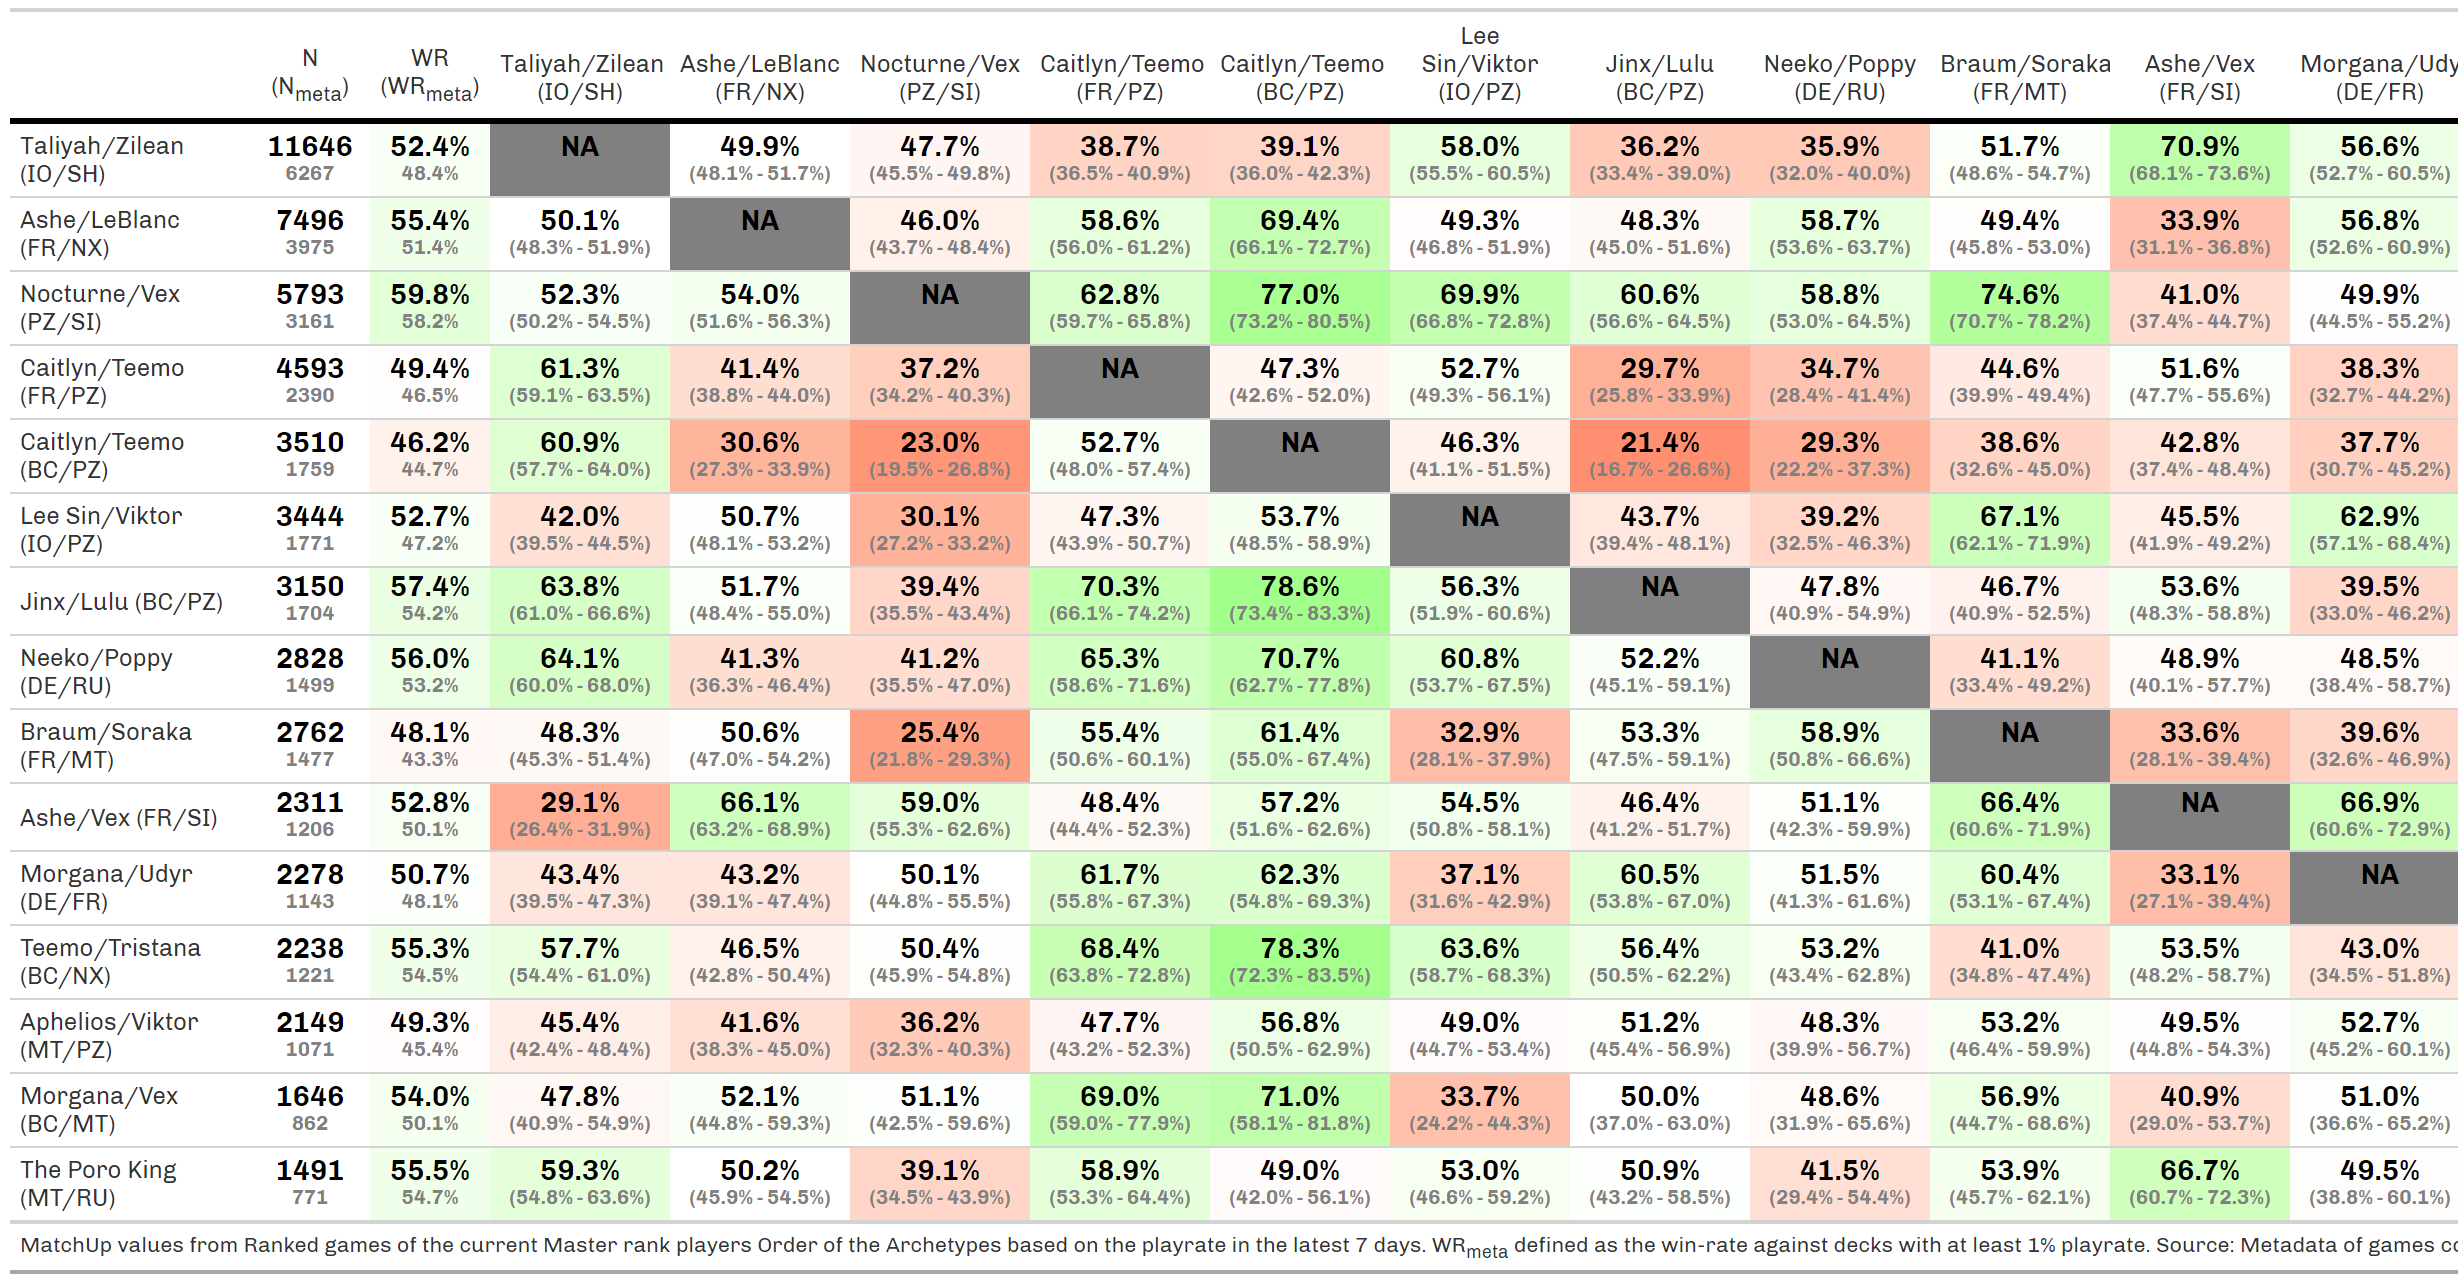 N
(Nmeta)
WR
(WRmeta)
Taliyah/Zilean
(IO/SH)
Ashe/LeBlanc
(FR/NX)
Nocturne/Vex
(PZ/SI)
Caitlyn/Teemo
(FR/PZ)
Caitlyn/Teemo
(BC/PZ)
Lee
Sin/Viktor
(IO/PZ)
Jinx/Lulu
(BC/PZ)
Neeko/Poppy
(DE/RU)
Braum/Soraka
(FR/MT)
Ashe/Vex
(FR/SI)
Morgana/Udy
(DE/FR)
Taliyah/Zilean 11646 52.4% NA 49.9% 47.7% 38.7% 39.1% 58.0% 36.2% 35.9% 51.7% 70.9% 56.6%
(IO/SH) 6267 48.4% (48.1% - 51.7%) (45.5% - 49.8%) (36.5% - 40.9%) (36.0% - 42.3%) (55.5% - 60.5%) (33.4% - 39.0%) (32.0% - 40.0%) (48.6% - 54.7%) (68.1% - 73.6%) (52.7% - 60.5%)
Ashe/LeBlanc 7496 55.4% 50.1% NA 46.0% 58.6% 69.4% 49.3% 48.3% 58.7% 49.4% 33.9% 56.8%
(FR/NX) 3975 51.4% (48.3% - 51.9%) (43.7% - 48.4%) (56.0% - 61.2%) (66.1% - 72.7%) (46.8% - 51.9%) (45.0% - 51.6%) (53.6% - 63.7%) (45.8% - 53.0%) (31.1% - 36.8%) (52.6% - 60.9%)
Nocturne/Vex 5793 59.8% 52.3% 54.0% NA 62.8% 77.0% 69.9% 60.6% 58.8% 74.6% 41.0% 49.9%
(PZ/SI) 3161 58.2% (50.2% - 54.5%) (51.6% - 56.3%) (59.7% - 65.8%) (73.2% - 80.5%) (66.8% - 72.8%) (56.6% - 64.5%) (53.0% - 64.5%) (70.7% - 78.2%) (37.4% - 44.7%) (44.5% - 55.2%)
Caitlyn/Teemo 4593 49.4% 61.3% 41.4% 37.2% NA 47.3% 52.7% 29.7% 34.7% 44.6% 51.6% 38.3%
(FR/PZ) 2390 46.5% (59.1% - 63.5%) (38.8% - 44.0%) (34.2% - 40.3%) (42.6% - 52.0%) (49.3% - 56.1%) (25.8% - 33.9%) (28.4% - 41.4%) (39.9% - 49.4%) (47.7% - 55.6%) (32.7% - 44.2%)
Caitlyn/Teemo 3510 46.2% 60.9% 30.6% 23.0% 52.7% NA 46.3% 21.4% 29.3% 38.6% 42.8% 37.7%
(BC/PZ) 1759 44.7% (57.7% - 64.0%) (27.3% - 33.9%) (19.5% - 26.8%) (48.0% - 57.4%) (41.1% - 51.5%) (16.7% - 26.6%) (22.2% - 37.3%) (32.6% - 45.0%) (37.4% - 48.4%) (30.7% - 45.2%)
Lee Sin/Viktor 3444 52.7% 42.0% 50.7% 30.1% 47.3% 53.7% NA 43.7% 39.2% 67.1% 45.5% 62.9%
(IO/PZ) 1771 47.2% (39.5% - 44.5%) (48.1% - 53.2%) (27.2% - 33.2%) (43.9% - 50.7%) (48.5% - 58.9%) (39.4% - 48.1%) (32.5% - 46.3%) (62.1% - 71.9%) (41.9% - 49.2%) (57.1% - 68.4%)
Jinx/Lulu (BC/PZ) 3150 57.4% 63.8% 51.7% 39.4% 70.3% 78.6% 56.3% NA 47.8% 46.7% 53.6% 39.5%
1704 54.2% (61.0% - 66.6%) (48.4% - 55.0%) (35.5% - 43.4%) (66.1% - 74.2%) (73.4% - 83.3%) (51.9% - 60.6%) (40.9% - 54.9%) (40.9% - 52.5%) (48.3% - 58.8%) (33.0% - 46.2%)
Neeko/Poppy 2828 56.0% 64.1% 41.3% 41.2% 65.3% 70.7% 60.8% 52.2% NA 41.1% 48.9% 48.5%
(DE/RU) 1499 53.2% (60.0% - 68.0%) (36.3% - 46.4%) (35.5% - 47.0%) (58.6% - 71.6%) (62.7% - 77.8%) (53.7% - 67.5%) (45.1% - 59.1%) (33.4% - 49.2%) (40.1% - 57.7%) (38.4% - 58.7%)
Braum/Soraka 2762 48.1% 48.3% 50.6% 25.4% 55.4% 61.4% 32.9% 53.3% 58.9% NA 33.6% 39.6%
(FR/MT) 1477 43.3% (45.3% - 51.4%) (47.0% - 54.2%) (21.8% - 29.3%) (50.6% - 60.1%) (55.0% - 67.4%) (28.1% - 37.9%) (47.5% - 59.1%) (50.8% - 66.6%) (28.1% - 39.4%) (32.6% - 46.9%)
Ashe/Vex (FR/SI) 2311 52.8% 29.1% 66.1% 59.0% 48.4% 57.2% 54.5% 46.4% 51.1% 66.4% NA 66.9%
1206 50.1% (26.4% - 31.9%) (63.2% - 68.9%) (55.3% - 62.6%) (44.4% - 52.3%) (51.6% - 62.6%) (50.8% - 58.1%) (41.2% - 51.7%) (42.3% - 59.9%) (60.6% - 71.9%) (60.6% - 72.9%)
Morgana/Udyr 2278 50.7% 43.4% 43.2% 50.1% 61.7% 62.3% 37.1% 60.5% 51.5% 60.4% 33.1% NA
(DE/FR) 1143 48.1% (39.5% - 47.3%) (39.1% - 47.4%) (44.8% - 55.5%) (55.8% - 67.3%) (54.8% - 69.3%) (31.6% - 42.9%) (53.8% - 67.0%) (41.3% - 61.6%) (53.1% - 67.4%) (27.1% - 39.4%)
Teemo/Tristana 2238 55.3% 57.7% 46.5% 50.4% 68.4% 78.3% 63.6% 56.4% 53.2% 41.0% 53.5% 43.0%
(BC/NX) 1221 54.5% (54.4% - 61.0%) (42.8% - 50.4%) (45.9% - 54.8%) (63.8% - 72.8%) (72.3% - 83.5%) (58.7% - 68.3%) (50.5% - 62.2%) (43.4% - 62.8%) (34.8% - 47.4%) (48.2% - 58.7%) (34.5% - 51.8%)
Aphelios/Viktor 2149 49.3% 45.4% 41.6% 36.2% 47.7% 56.8% 49.0% 51.2% 48.3% 53.2% 49.5% 52.7%
(MT/PZ) 1071 45.4% (42.4% - 48.4%) (38.3% - 45.0%) (32.3% - 40.3%) (43.2% - 52.3%) (50.5% - 62.9%) (44.7% - 53.4%) (45.4% - 56.9%) (39.9% - 56.7%) (46.4% - 59.9%) (44.8% - 54.3%) (45.2% - 60.1%)
Morgana/Vex 1646 54.0% 47.8% 52.1% 51.1% 69.0% 71.0% 33.7% 50.0% 48.6% 56.9% 40.9% 51.0%
(BC/MT) 862 50.1% (40.9% - 54.9%) (44.8% - 59.3%) (42.5% - 59.6%) (59.0% - 77.9%) (58.1% - 81.8%) (24.2% - 44.3%) (37.0% - 63.0%) (31.9% - 65.6%) (44.7% - 68.6%) (29.0% - 53.7%) (36.6% - 65.2%)
The Poro King 1491 55.5% 59.3% 50.2% 39.1% 58.9% 49.0% 53.0% 50.9% 41.5% 53.9% 66.7% 49.5%
(MT/RU) 771 54.7% (54.8% - 63.6%) (45.9% - 54.5%) (34.5% - 43.9%) (53.3% - 64.4%) (42.0% - 56.1%) (46.6% - 59.2%) (43.2% - 58.5%) (29.4% - 54.4%) (45.7% - 62.1%) (60.7% - 72.3%) (38.8% - 60.1%)
MatchUp values from Ranked games of the current Master rank players Order of the Archetypes based on the playrate in the latest 7 days. WRmeta defined as the win-rate against decks with at least 1% playrate. Source: Metadata of games co